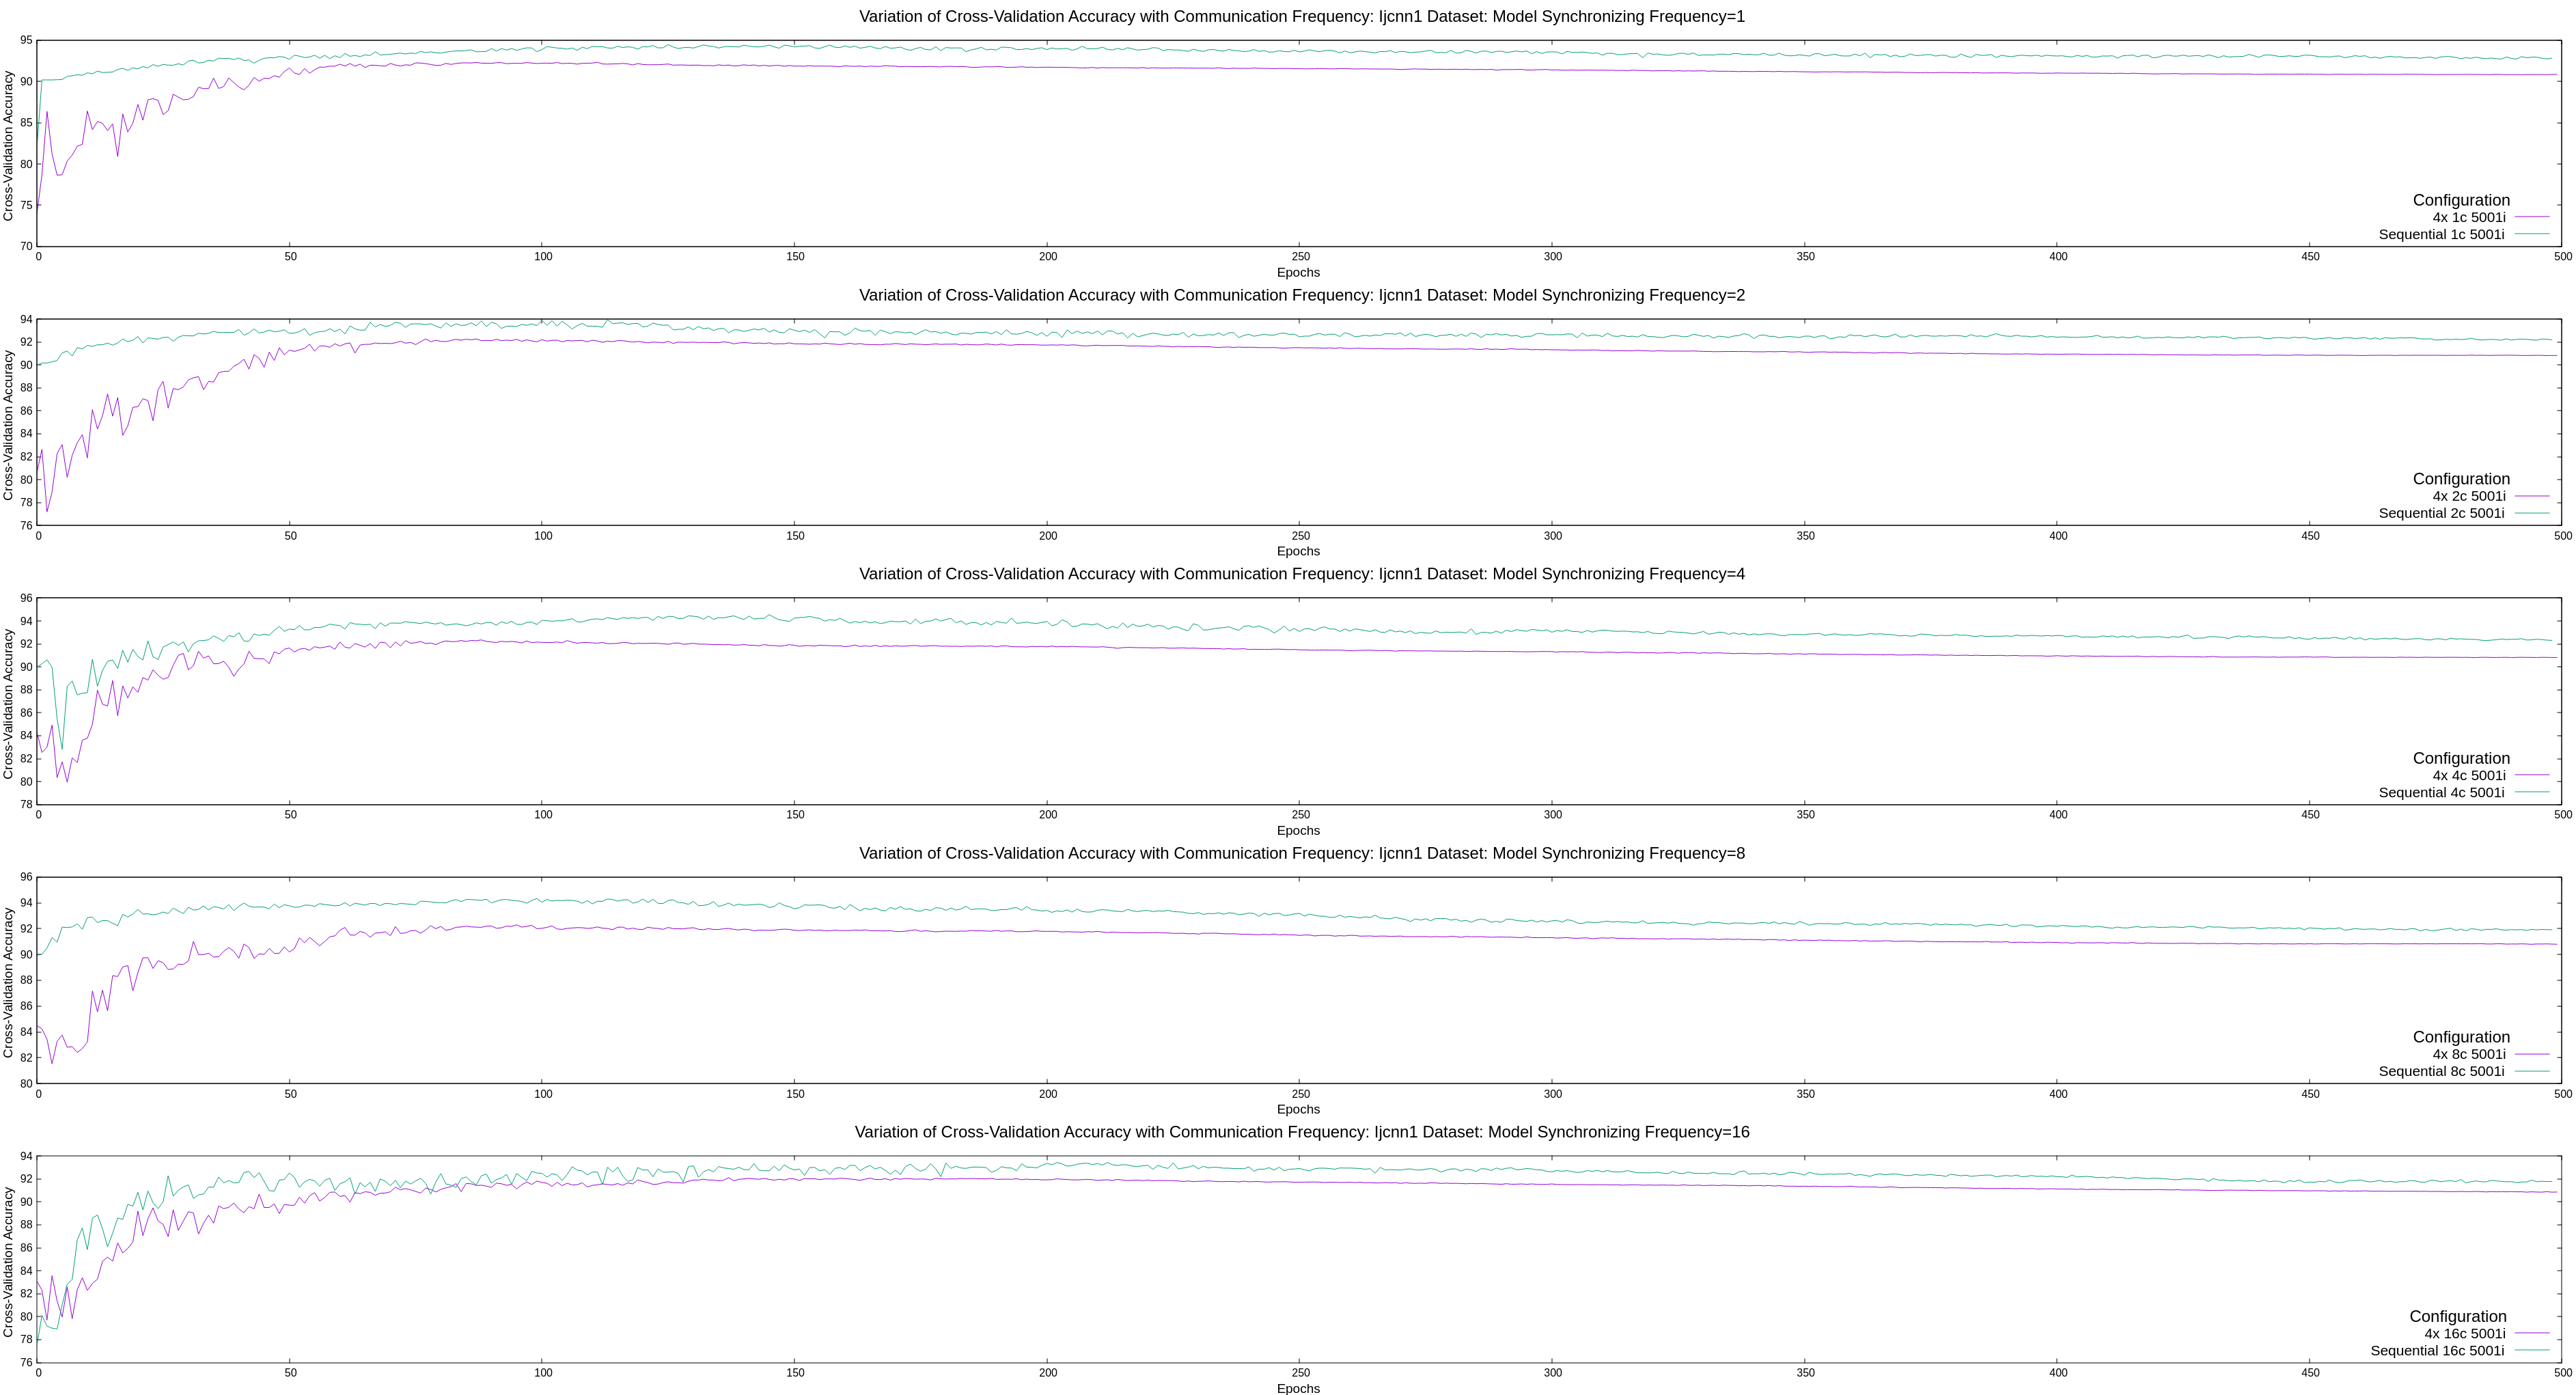 Variation of Cross-Validation Accuracy with Communication Frequency: Ijcnn1 Dataset: Model Synchronizing Frequency=1
Cross-Validation Accuracy
95
90
85
80
75
70
Configuration
4x 1c 5001i
Sequential 1c 5001i
0 50 100 150 200 250 300 350 400 450 500
Epochs
Variation of Cross-Validation Accuracy with Communication Frequency: Ijcnn1 Dataset: Model Synchronizing Frequency=2
Cross-Validation Accuracy
94
92
90
88
86
84
82
80
78
76
Configuration
4x 2c 5001i
Sequential 2c 5001i
0 50 100 150 200 250 300 350 400 450 500
Epochs
Variation of Cross-Validation Accuracy with Communication Frequency: Ijcnn1 Dataset: Model Synchronizing Frequency=4
Cross-Validation Accuracy
96
94
92
90
88
86
84
82
80
78
Configuration
4x 4c 5001i
Sequential 4c 5001i
0 50 100 150 200 250 300 350 400 450 500
Epochs
Variation of Cross-Validation Accuracy with Communication Frequency: Ijcnn1 Dataset: Model Synchronizing Frequency=8
Cross-Validation Accuracy
96
94
92
90
88
86
84
82
80
Configuration
4x 8c 5001i
Sequential 8c 5001i
0 50 100 150 200 250 300 350 400 450 500
Epochs
Variation of Cross-Validation Accuracy with Communication Frequency: Ijcnn1 Dataset: Model Synchronizing Frequency=16
Cross-Validation Accuracy
94
92
90
88
86
84
82
80
78
76
Configuration
4x 16c 5001i
Sequential 16c 5001i
0 50 100 150 200 250 300 350 400 450 500
Epochs